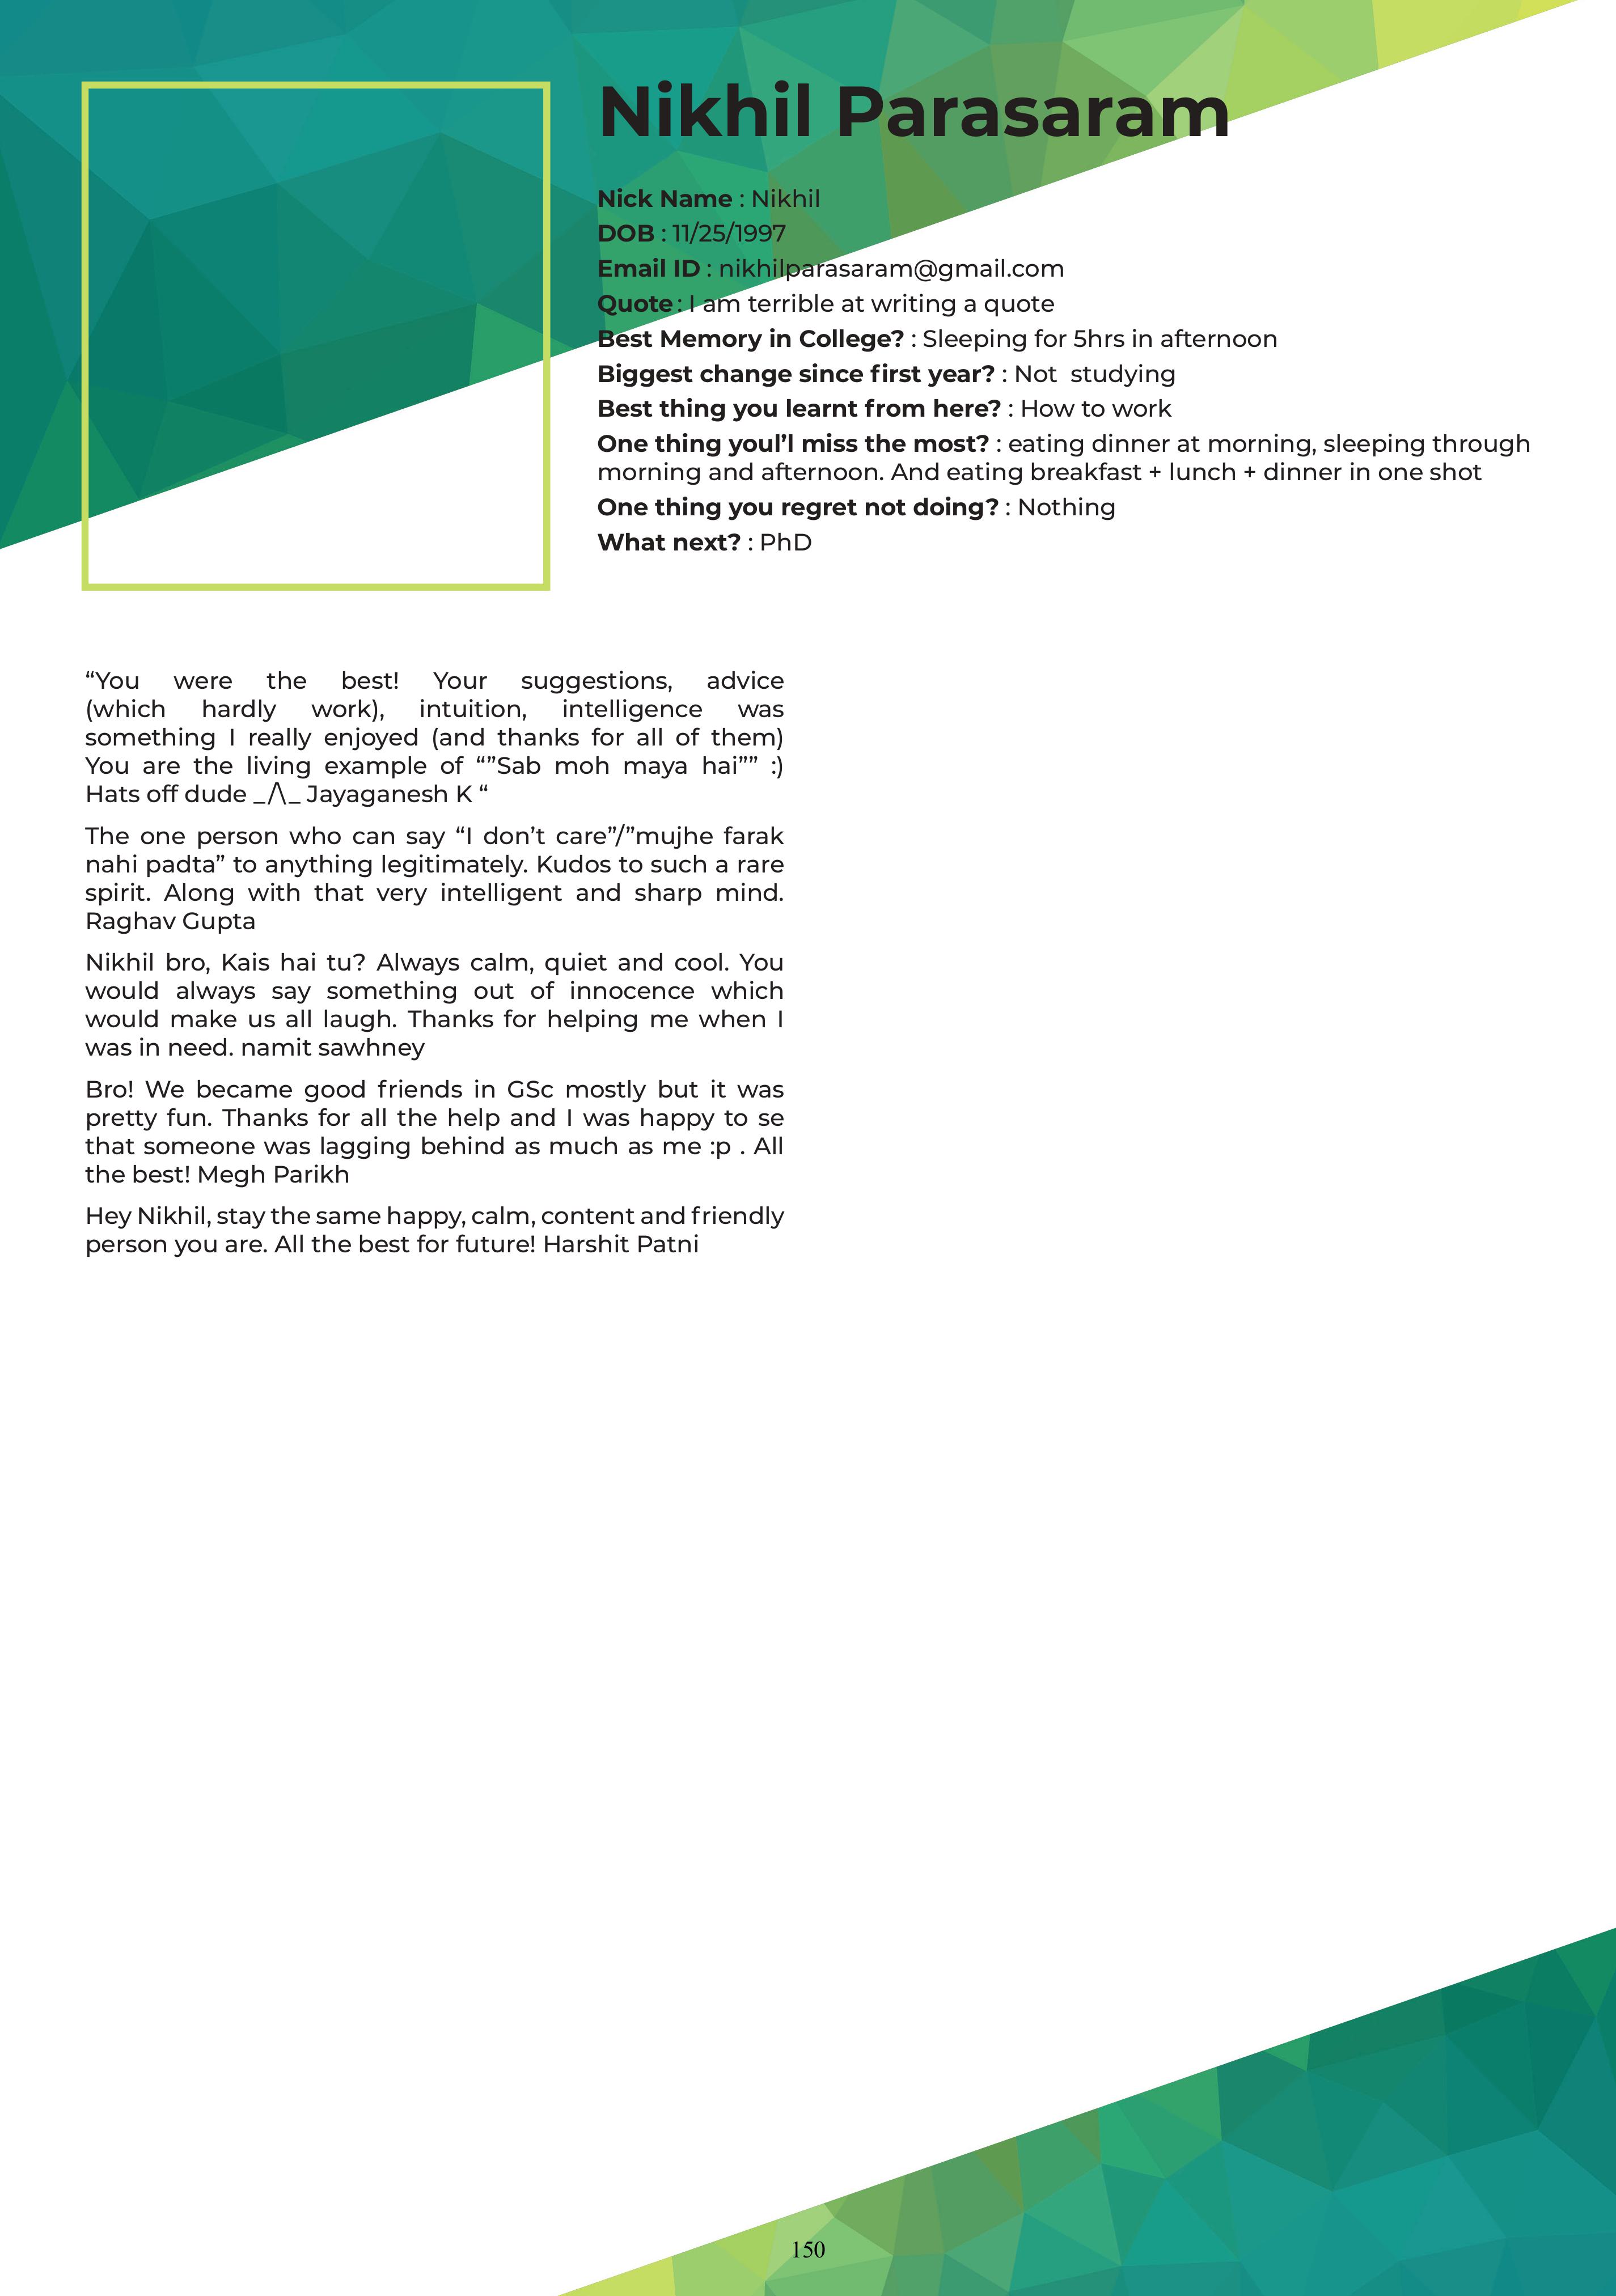 Nikhil Parasaram
Nick Name : Nikhil
DOB : 11/25/1997
Email ID : nikhilparasaram@gmail.com
Quote : I am terrible at writing a quote
Best Memory in College? : Sleeping for 5hrs in afternoon
Biggest change since first year? : Not  studying
Best thing you learnt from here? : How to work
One thing youl’l miss the most? : eating dinner at morning, sleeping through
morning and afternoon. And eating breakfast + lunch + dinner in one shot
One thing you regret not doing? : Nothing
What next? : PhD
“You were the best! Your suggestions, advice
(which hardly work), intuition, intelligence was
something I really enjoyed (and thanks for all of them)
You are the living example of “”Sab moh maya hai”” :)
Hats off dude _/\_ Jayaganesh K “
The one person who can say “I don’t care”/”mujhe farak
nahi padta” to anything legitimately. Kudos to such a rare
spirit. Along with that very intelligent and sharp mind.
Raghav Gupta
Nikhil bro, Kais hai tu? Always calm, quiet and cool. You
would always say something out of innocence which
would make us all laugh. Thanks for helping me when I
was in need. namit sawhney
Bro! We became good friends in GSc mostly but it was
pretty fun. Thanks for all the help and I was happy to se
that someone was lagging behind as much as me :p . All
the best! Megh Parikh
Hey Nikhil, stay the same happy, calm, content and friendly
person you are. All the best for future! Harshit Patni
150